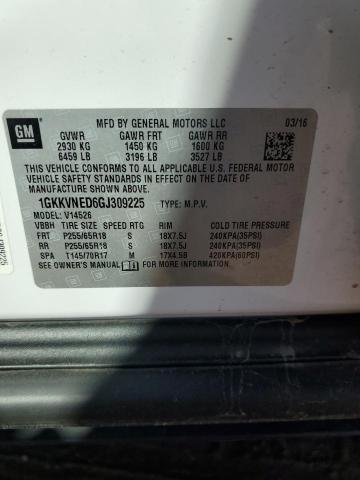 GM
MFD BY GENERAL MOTORS LLC 03/16
GVWR GAWR FRT GAWR RR
2930 KG 1450 KG 1600 KG
6459 LB 3196 LB 3527 LB
THIS VEHICLE CONFORMS TO ALL APPLICABLE U.S. FEDERAL MOTOR
VEHICLE SAFETY, BUMPER, AND THEFT PREVENTION STANDARDS IN
EFFECT ON THE DATE OF MANUFACTURE SHOWN ABOVE.
1GKKVNED6GJ309225 TYPE: M.P.V.
MODEL: V14526
VBBH TIRE SIZE SPEED RTG RIM COLD TIRE PRESSURE
FRT P255/65R18 S 18X7.5J 240KPA(35PSI)
RR P255/65R18 S 18X7.5J 240KPA(35PSI)
SPA T145/70R17 M 17X4.5B 420KPA(60PSI)
SEE OWNER MANUAL FOR MORE INFORMATION.